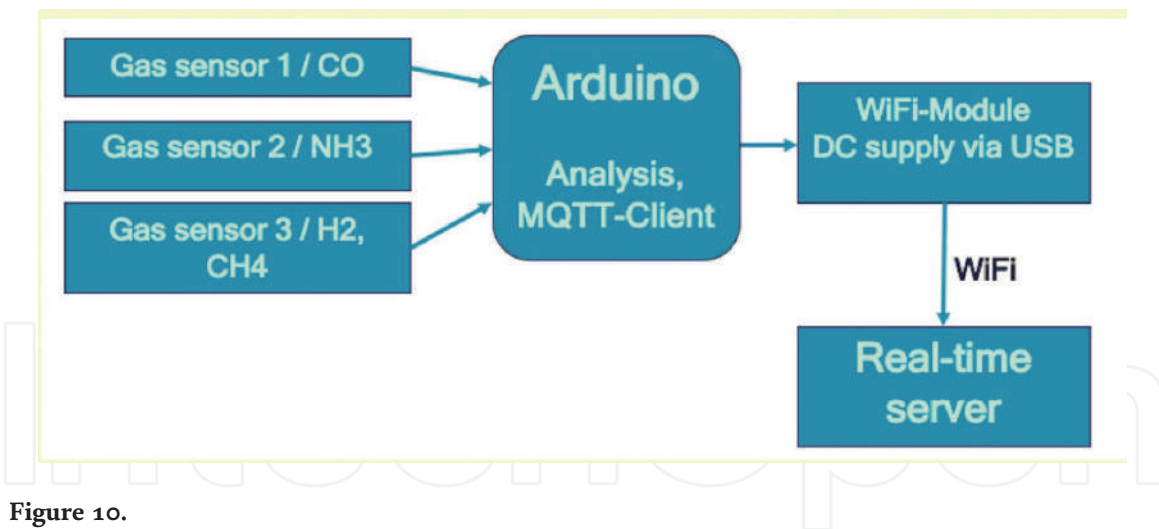 Gas sensor 1 / CO
Gas sensor 2 / NH3
Gas sensor 3 / H2,
CH4
Arduino
Analysis,
MQTT-Client
WiFi-Module
DC supply via USB
WiFi
Real-time
server
Figure 10.